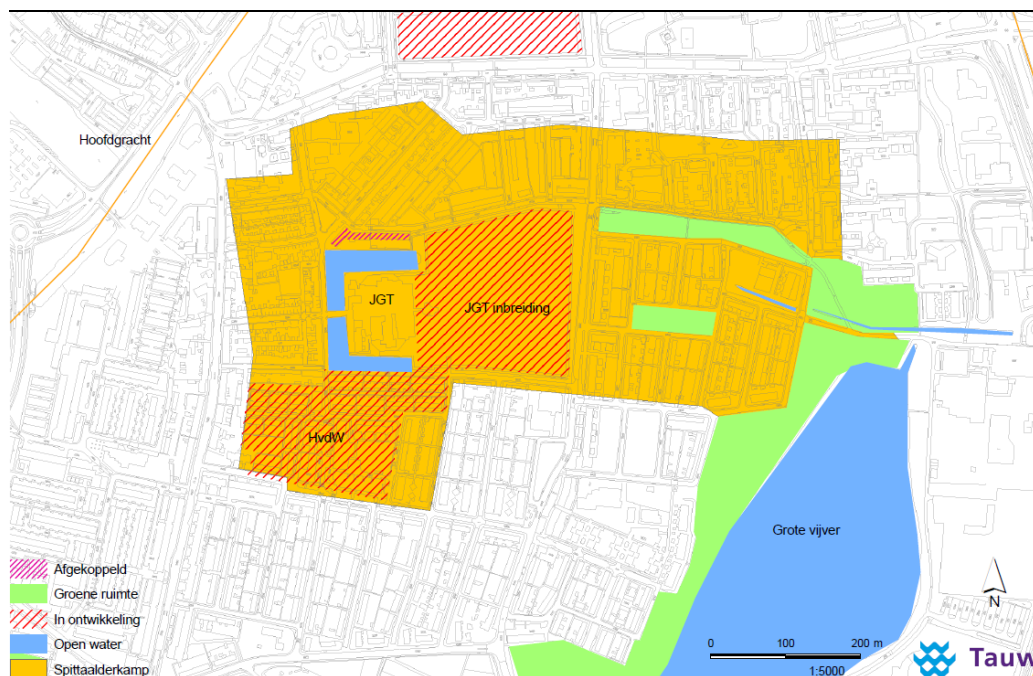 Hoofdgracht
JGT
JGT inbreiding
HvdW
Grote vijver
Afgekoppeld
Groene ruimte
In ontwikkeling
Open water
Spittaalderkamp
N
0 100 200 m
1:5000
Tauw